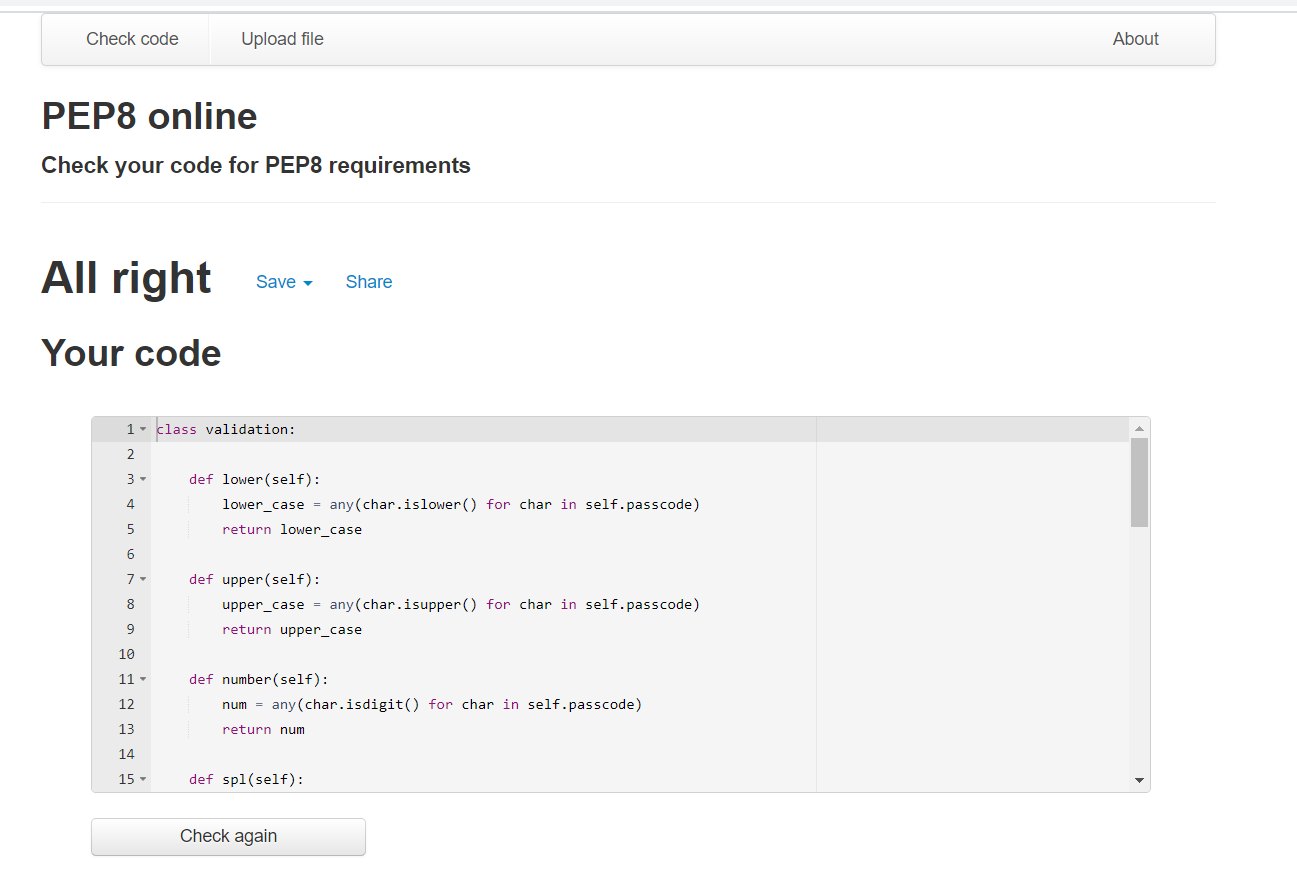 Check code Upload file About
PEP8 online
Check your code for PEP8 requirements
All right Save Share
Your code
1 class validation:
2
3     def lower(self):
4         lower_case = any(char.islower() for char in self.passcode)
5         return lower_case
6
7     def upper(self):
8         upper_case = any(char.isupper() for char in self.passcode)
9         return upper_case
10
11     def number(self):
12         num = any(char.isdigit() for char in self.passcode)
13         return num
14
15     def spl(self):
Check again